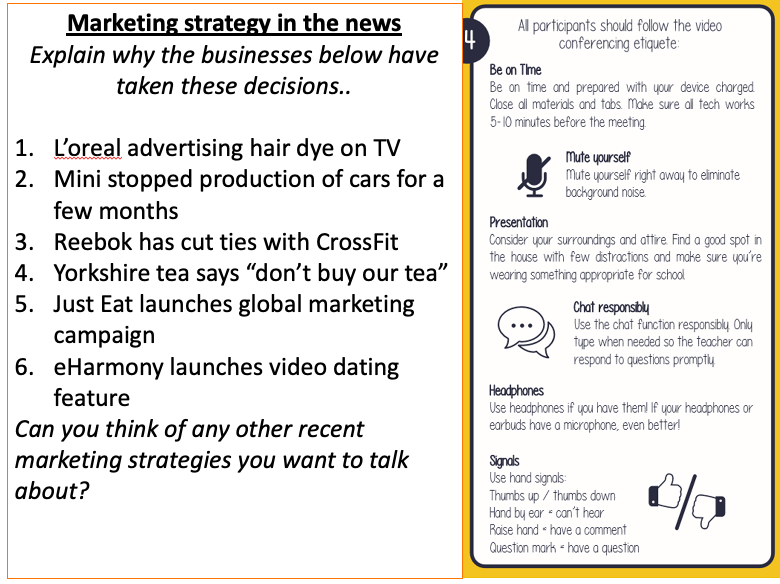 Marketing strategy in the news
Explain why the businesses below have
taken these decisions..
1. L'oreal advertising hair dye on TV
2. Mini stopped production of cars for a
few months
3. Reebok has cut ties with CrossFit
4. Yorkshire tea says “don't buy our tea”
5. Just Eat launches global marketing
campaign
6. eHarmony launches video dating
feature
Can you think of any other recent
marketing strategies you want to talk
about?
4
All participants should follow the video
conferencing etiquete:
Be on Time
Be on time and prepared with your device charged.
Close all materials and tabs. Make sure all tech works
5-10 minutes before the meeting.
Mute yourself
Mute yourself right away to eliminate
background noise.
Presentation
Consider your surroundings and attire. Find a good spot in
the house with few distractions and make sure you're
wearing something appropriate for school.
Chat responsibly
Use the chat function responsibly. Only
type when needed so the teacher can
respond to questions promptly.
Headphones
Use headphones if you have them! If your headphones or
earbuds have a microphone, even better!
Signals
Use hand signals:
Thumbs up / thumbs down
Hand by ear = can't hear
Raise hand = have a comment
Question mark = have a question